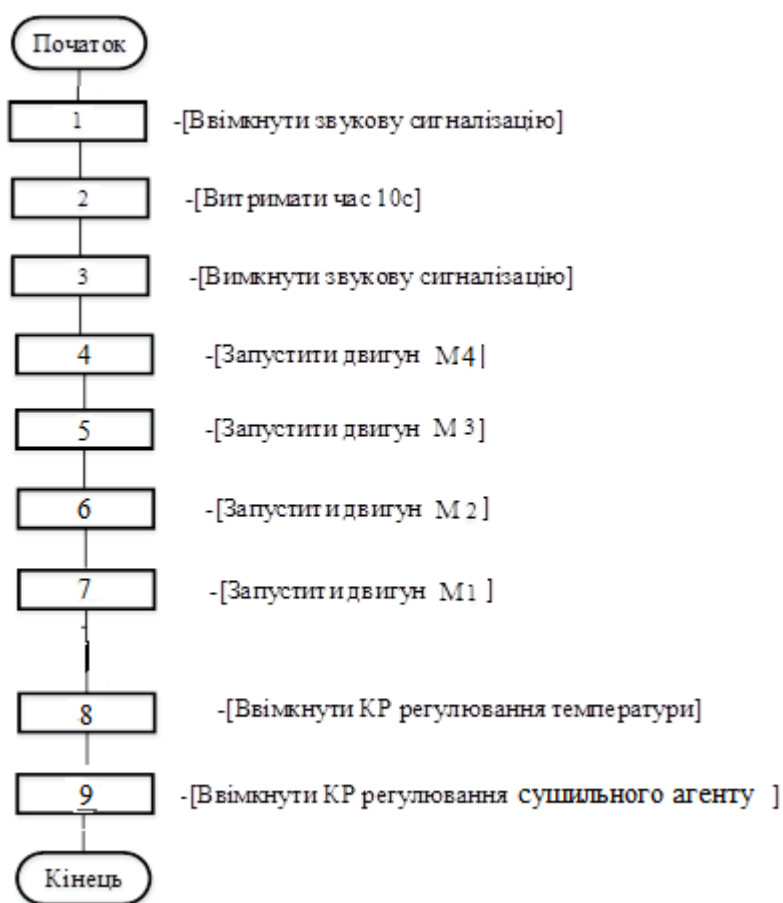 Початок
1 -[Ввімкнути звукову сигналізацію]
2 -[Витримати час 10с]
3 -[Вимкнути звукову сигналізацію]
4 -[Запустити двигун М4]
5 -[Запустити двигун М 3]
6 -[Запустити двигун М 2]
7 -[Запустити двигун М1 ]
8 -[Ввімкнути КР регулювання температури]
9 -[Ввімкнути КР регулювання сушильного агенту ]
Кінець